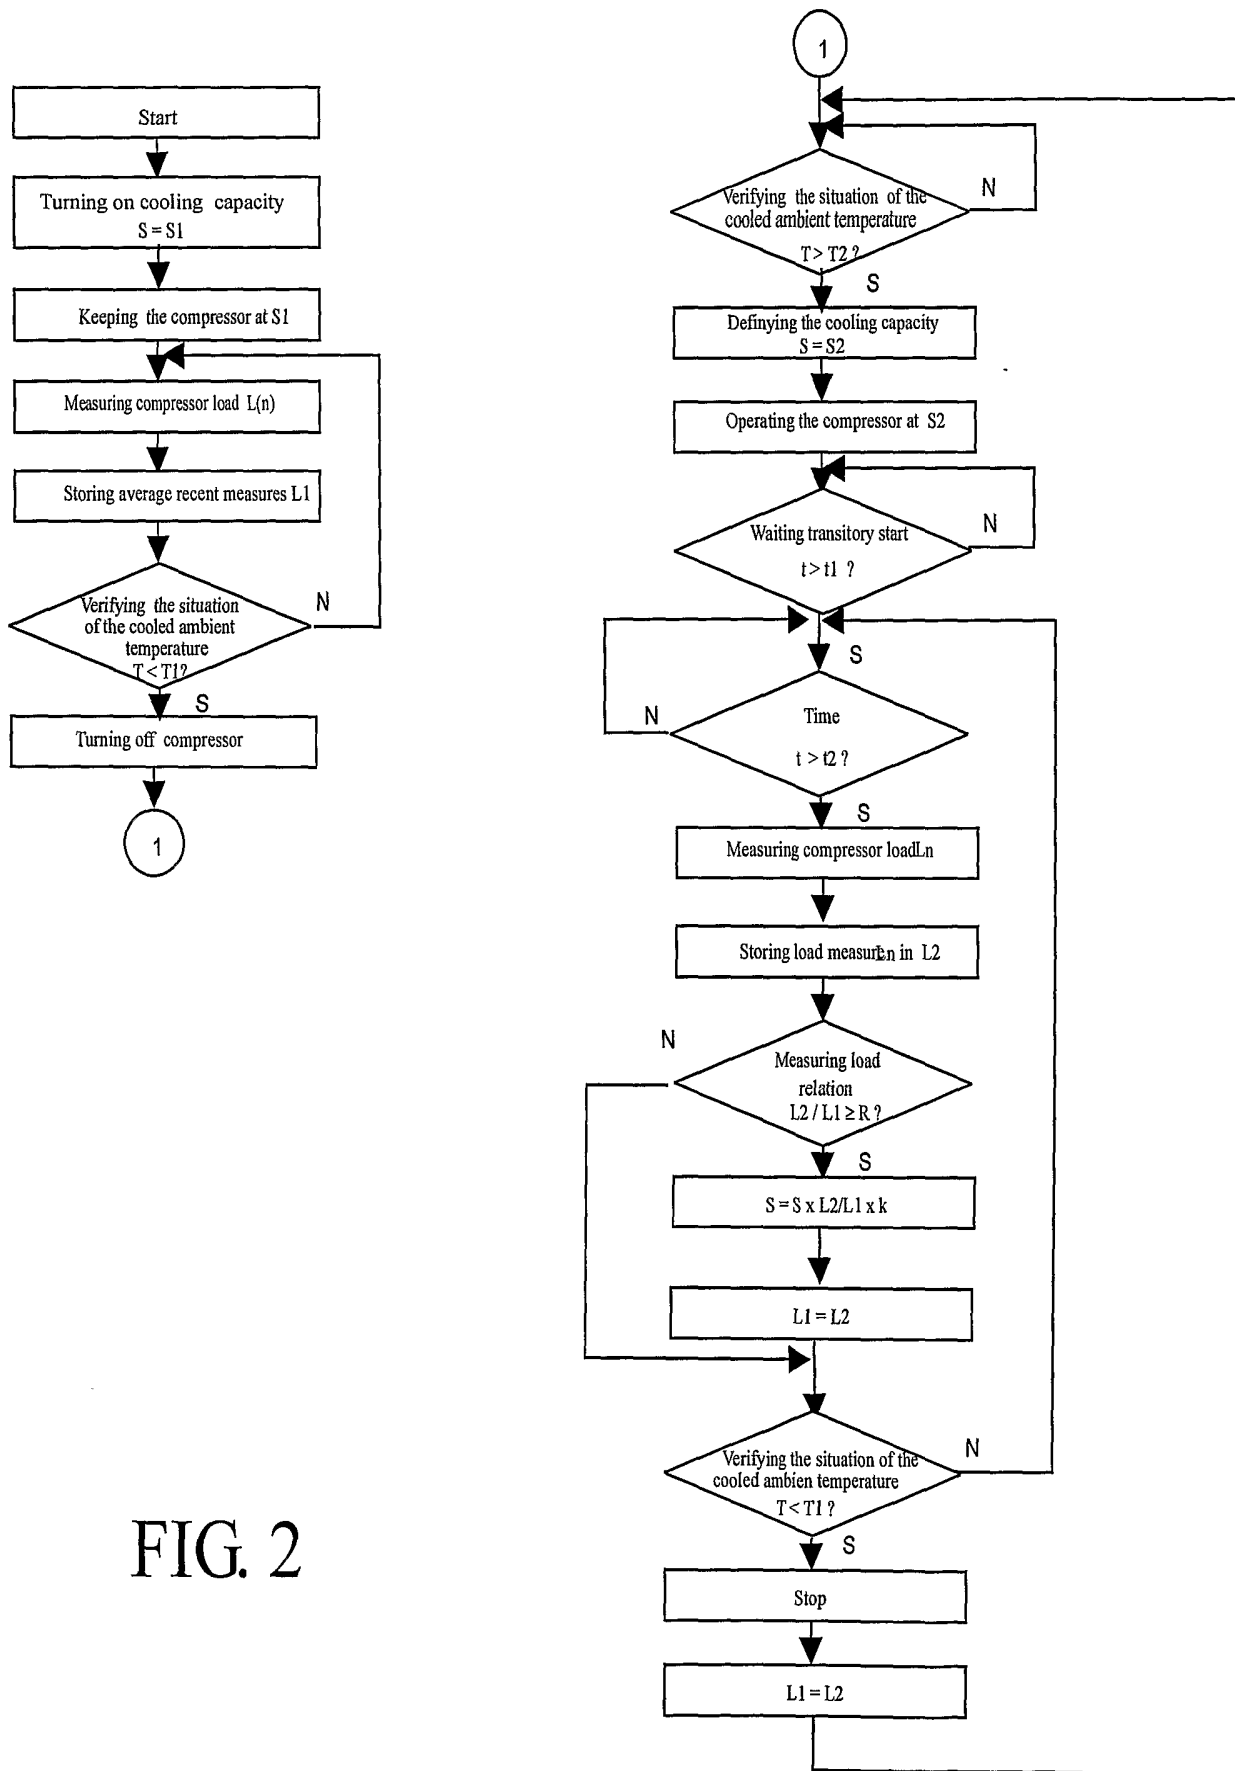 Start
Turning on cooling capacity
S = S1
Keeping the compressor at S1
Measuring compressor load L(n)
Storing average recent measures L1
Verifying the situation
of the cooled ambient
temperature
T < T1?
N
S
Turning off compressor
1
FIG. 2
1
Verifying the situation of the
cooled ambient temperature
T > T2 ?
N
S
Definying the cooling capacity
S = S2
Operating the compressor at S2
Waiting transitory start
t > t1 ?
N
S
Time
t > t2 ?
N
S
Measuring compressor loadLn
Storing load measure Ln in L2
N
Measuring load
relation
L2 / L1 ≥ R ?
S
S = S x L2/L1 x k
L1 = L2
Verifying the situation of the
cooled ambien temperature
T < T1 ?
N
S
Stop
L1 = L2